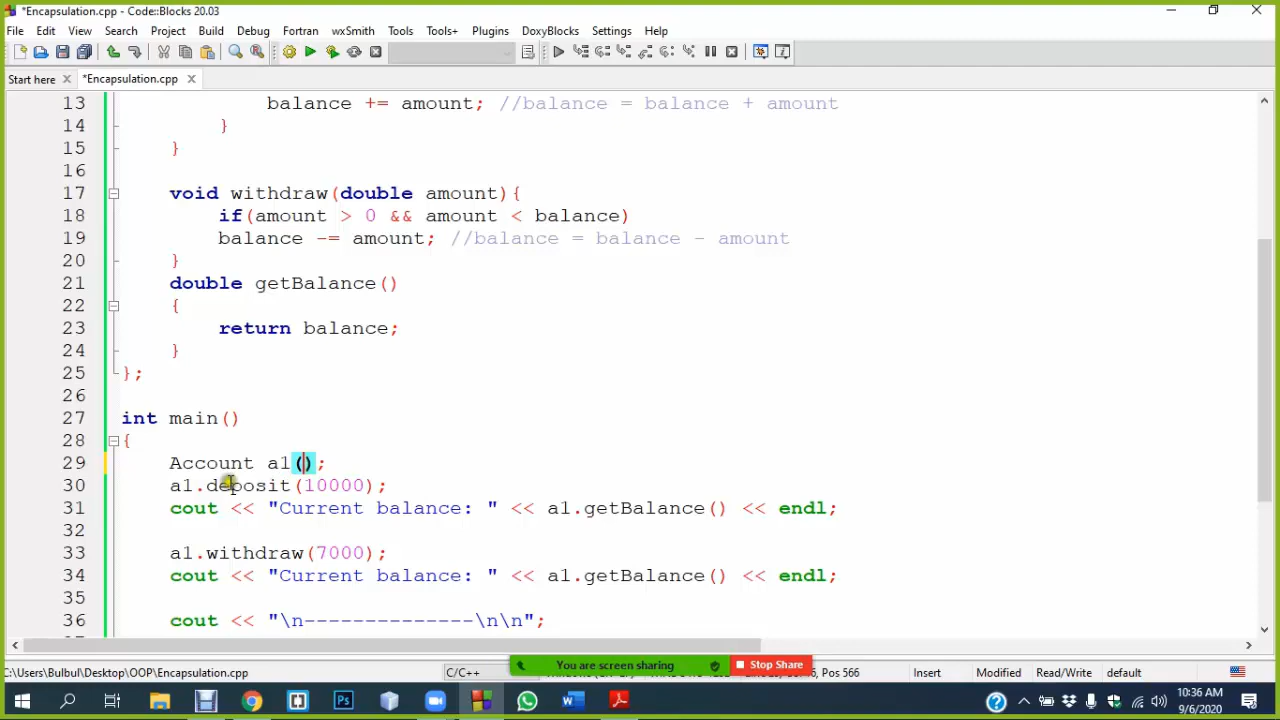 *Encapsulation.cpp - Code::Blocks 20.03
File Edit View Search Project Build Debug Fortran wxSmith Tools Tools+ Plugins DoxyBlocks Settings Help
Start here *Encapsulation.cpp
13 balance += amount; //balance = balance + amount
14 }
15 }
16
17 void withdraw(double amount){
18 if(amount > 0 && amount < balance)
19 balance -= amount; //balance = balance - amount
20 }
21 double getBalance()
22 {
23 return balance;
24 }
25 };
26
27 int main()
28 {
29 Account a1();
30 a1.deposit(10000);
31 cout << "Current balance: " << a1.getBalance() << endl;
32
33 a1.withdraw(7000);
34 cout << "Current balance: " << a1.getBalance() << endl;
35
36 cout << "\n--------------\n\n";
C:\Users\Bulbul\Desktop\OOP\Encapsulation.cpp C/C++ You are screen sharing Stop Share Pos 566 Insert Modified Read/Write default
Ps W 10:36 AM
9/6/2020